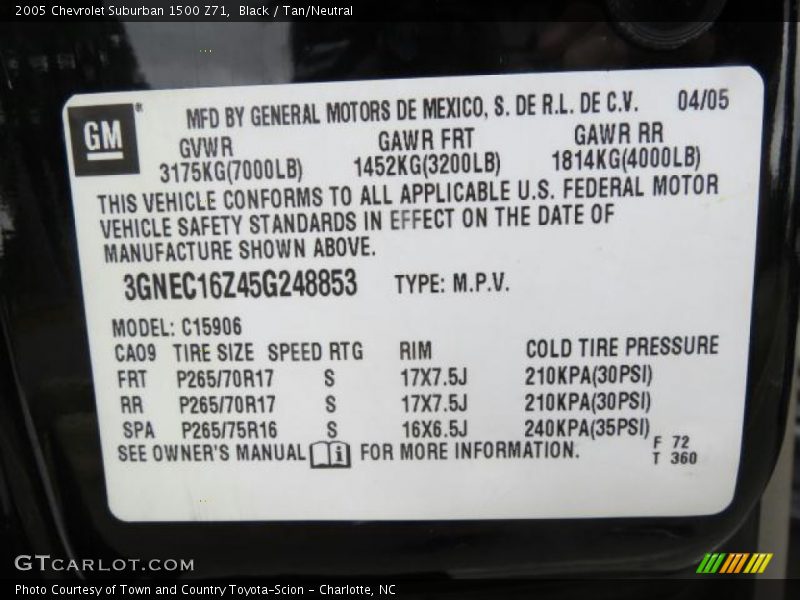 2005 Chevrolet Suburban 1500 Z71, Black / Tan/Neutral
GM
MFD BY GENERAL MOTORS DE MEXICO, S. DE R.L. DE C.V. 04/05
GVWR GAWR FRT GAWR RR
3175KG(7000LB) 1452KG(3200LB) 1814KG(4000LB)
THIS VEHICLE CONFORMS TO ALL APPLICABLE U.S. FEDERAL MOTOR
VEHICLE SAFETY STANDARDS IN EFFECT ON THE DATE OF
MANUFACTURE SHOWN ABOVE.
3GNEC16Z45G248853 TYPE: M.P.V.
MODEL: C15906
CA09 TIRE SIZE SPEED RTG RIM COLD TIRE PRESSURE
FRT P265/70R17 S 17X7.5J 210KPA(30PSI)
RR P265/70R17 S 17X7.5J 210KPA(30PSI)
SPA P265/75R16 S 16X6.5J 240KPA(35PSI)
SEE OWNER'S MANUAL i FOR MORE INFORMATION.
F 72
T 360
GTCARLOT.COM
Photo Courtesy of Town and Country Toyota-Scion - Charlotte, NC